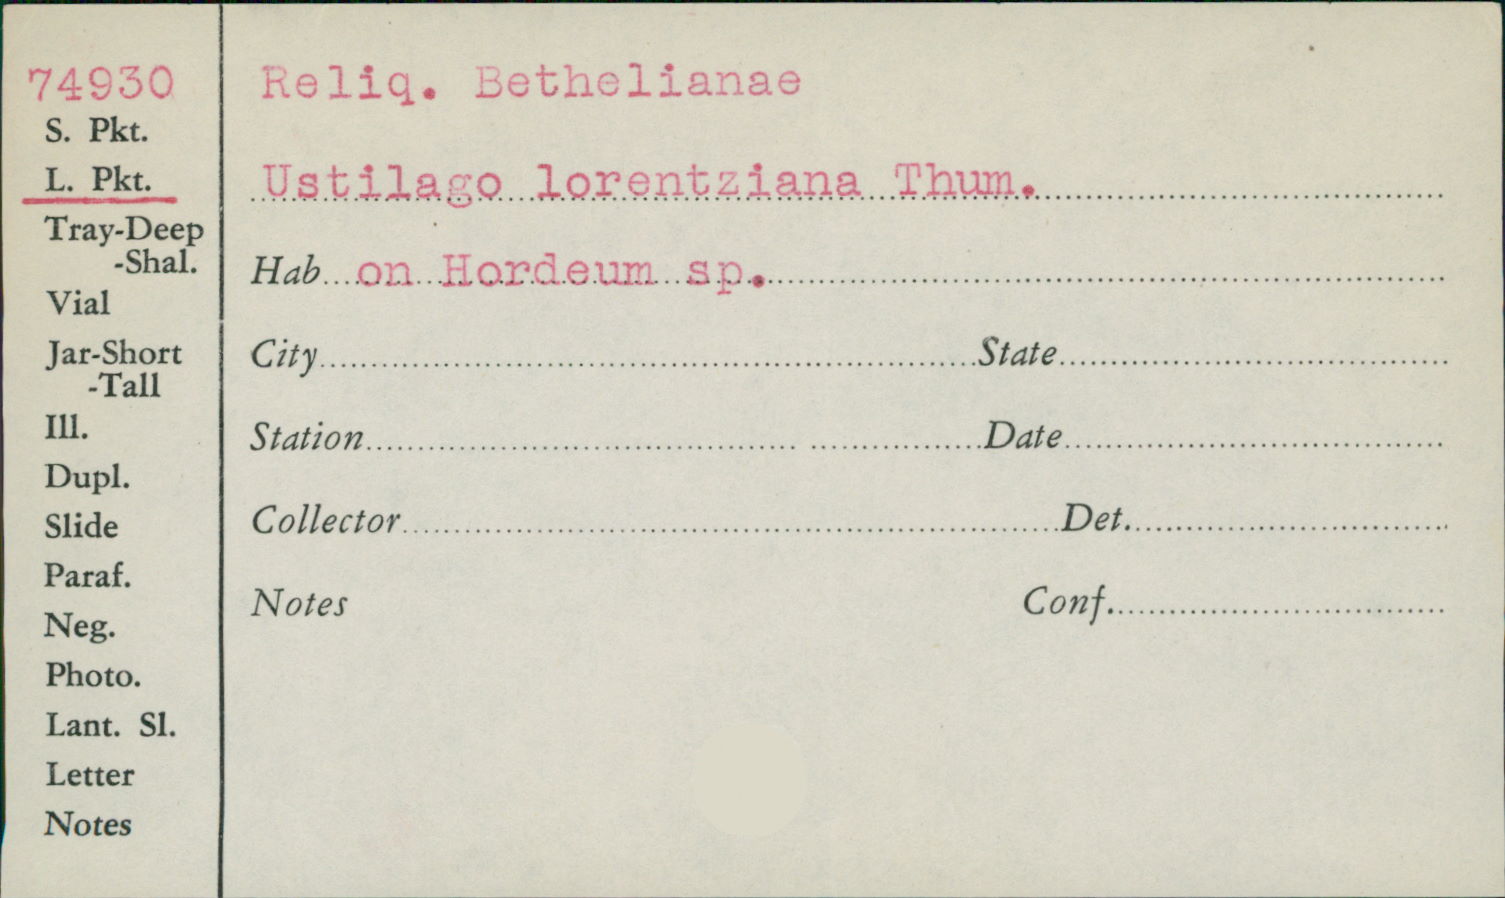 74930
S. Pkt.
L. Pkt.
Tray-Deep
-Shal.
Vial
Jar-Short
-Tall
Ill.
Dupl.
Slide
Paraf.
Neg.
Photo.
Lant. Sl.
Letter
Notes
Reliq. Bethelianae
Ustilago lorentziana Thum.
Hab on Hordeum sp.
City State
Station Date
Collector Det.
Notes Conf.